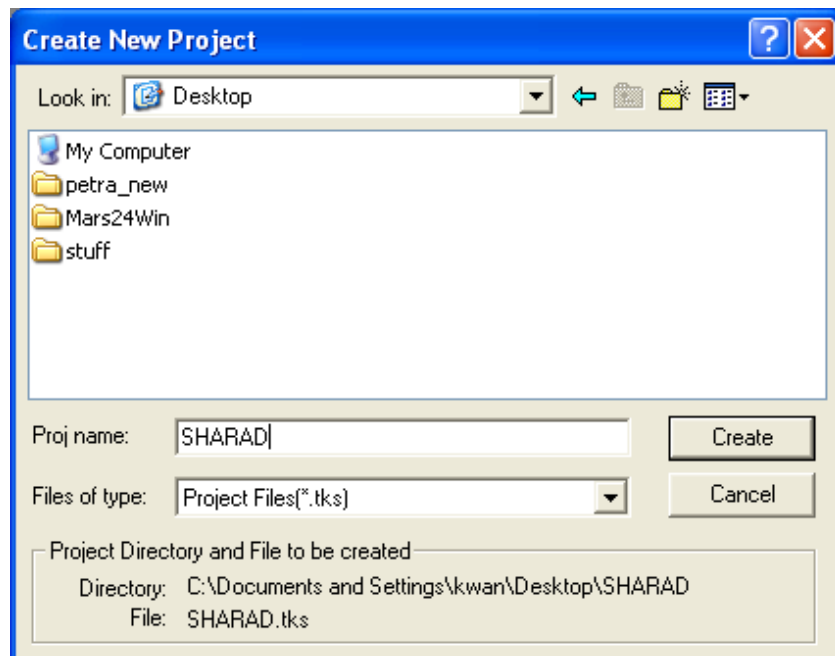 Create New Project
Look in: Desktop
My Computer
petra_new
Mars24Win
stuff
Proj name: SHARAD Create
Files of type: Project Files(*.tks) Cancel
Project Directory and File to be created
Directory: C:\Documents and Settings\kwan\Desktop\SHARAD
File: SHARAD.tks